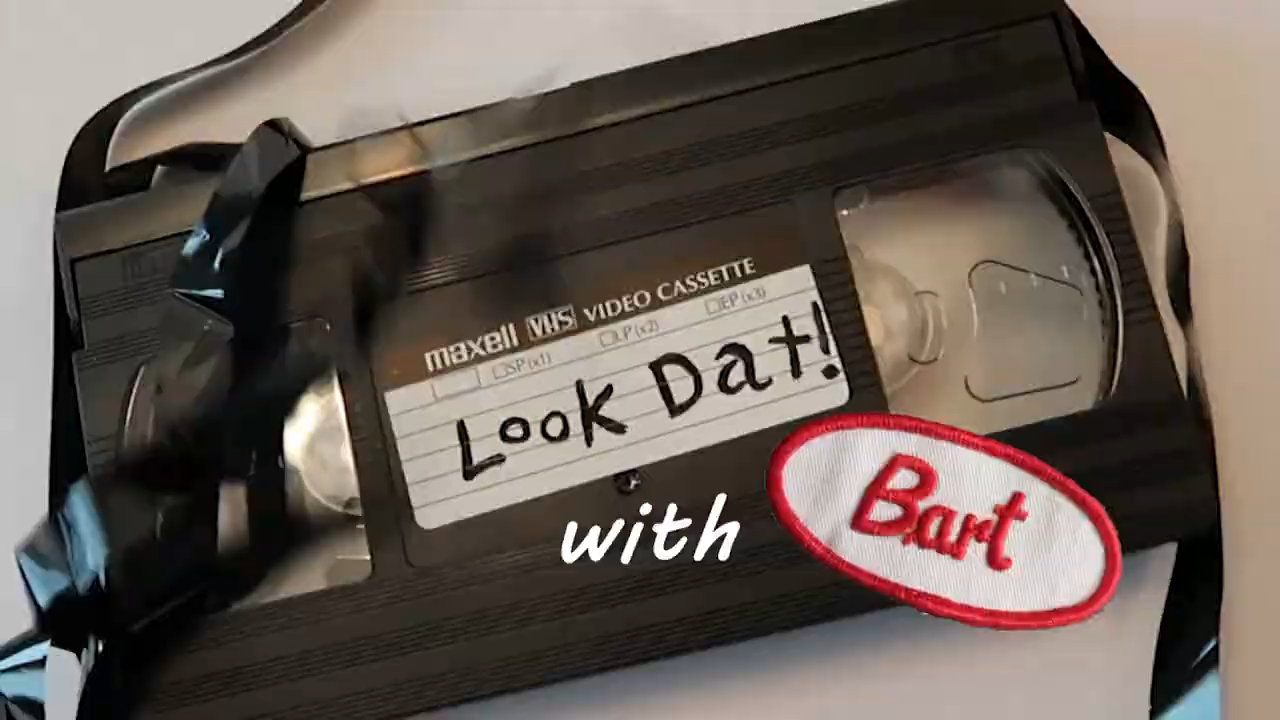 maxell VHS VIDEO CASSETTE
☐SP (x1) ☐LP (x2) ☐EP (x3)
Look Dat!
with Bart